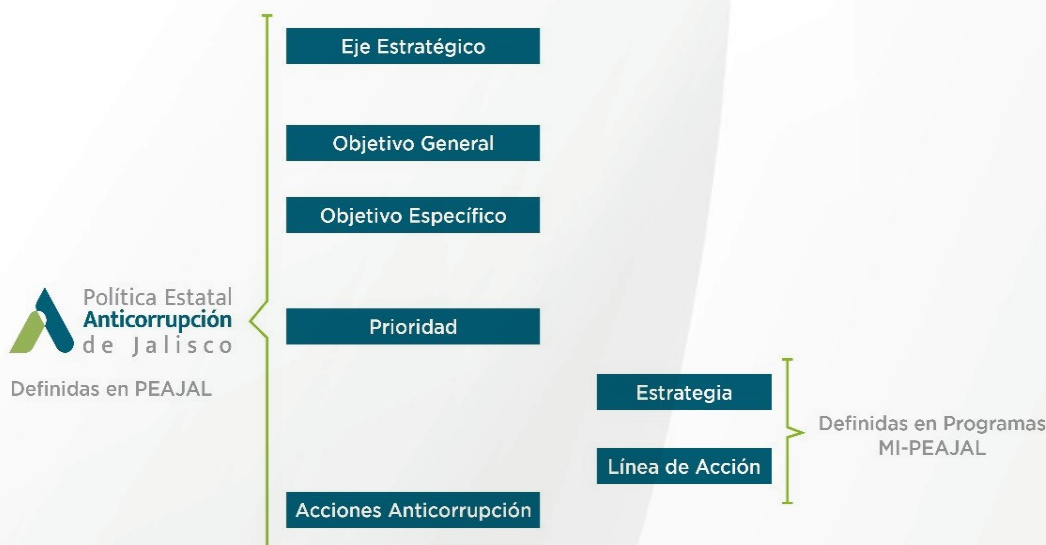 Eje Estratégico
Objetivo General
Objetivo Específico
Política Estatal
Anticorrupción
de Jalisco
Definidas en PEAJAL
Prioridad
Estrategia
Línea de Acción
Definidas en Programas
MI-PEAJAL
Acciones Anticorrupción